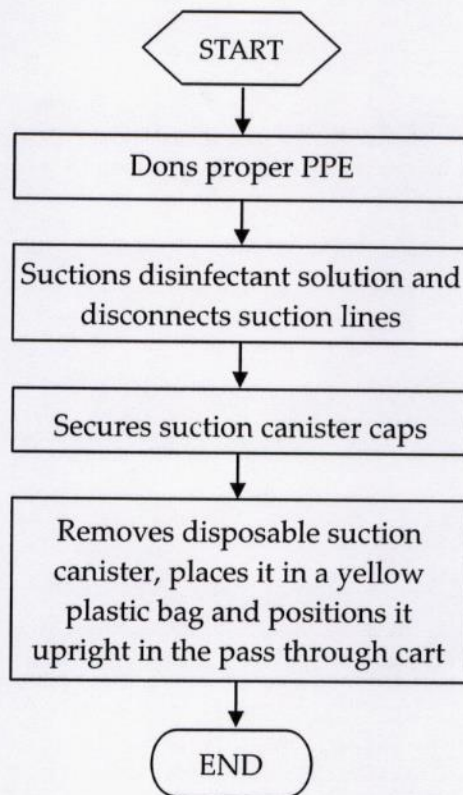 START
Dons proper PPE
Suctions disinfectant solution and
disconnects suction lines
Secures suction canister caps
Removes disposable suction
canister, places it in a yellow
plastic bag and positions it
upright in the pass through cart
END